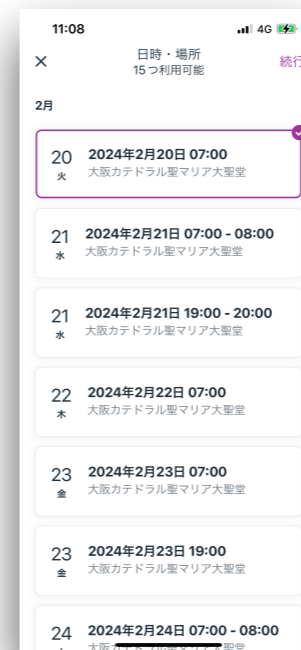 11:08
4G
日時・場所
15つ利用可能
続行
2月
20
火
2024年2月20日 07:00
大阪カテドラル聖マリア大聖堂
21
水
2024年2月21日 07:00 - 08:00
大阪カテドラル聖マリア大聖堂
21
水
2024年2月21日 19:00 - 20:00
大阪カテドラル聖マリア大聖堂
22
木
2024年2月22日 07:00
大阪カテドラル聖マリア大聖堂
23
金
2024年2月23日 07:00
大阪カテドラル聖マリア大聖堂
23
金
2024年2月23日 19:00
大阪カテドラル聖マリア大聖堂
24
2024年2月24日 07:00 - 08:00